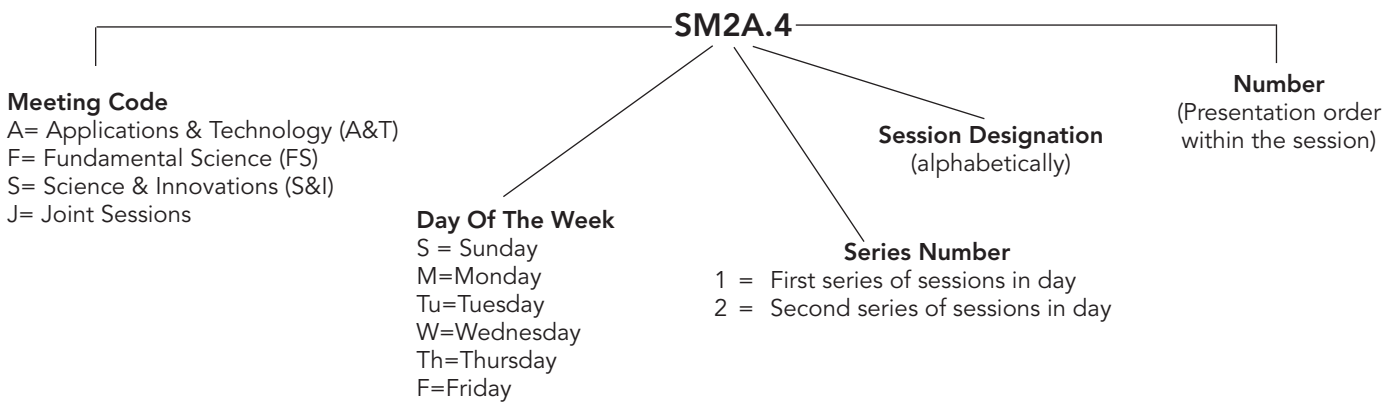 SM2A.4
Meeting Code
A= Applications & Technology (A&T)
F= Fundamental Science (FS)
S= Science & Innovations (S&I)
J= Joint Sessions
Day Of The Week
S = Sunday
M=Monday
Tu=Tuesday
W=Wednesday
Th=Thursday
F=Friday
Series Number
1 = First series of sessions in day
2 = Second series of sessions in day
Session Designation
(alphabetically)
Number
(Presentation order
within the session)